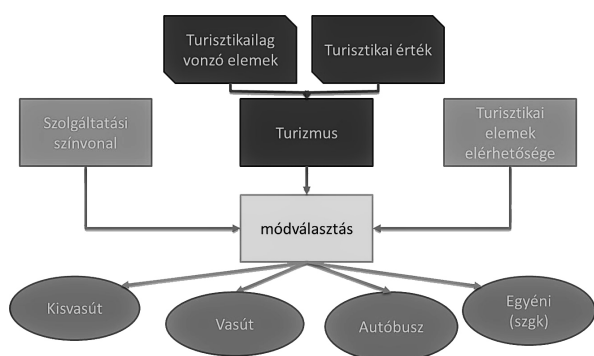 Turisztikailag
vonzó elemek
Turisztikai érték
Szolgáltatási
színvonal
Turizmus
Turisztikai
elemek
elérhetősége
módválasztás
Kisvasút
Vasút
Autóbusz
Egyéni
(szgk)